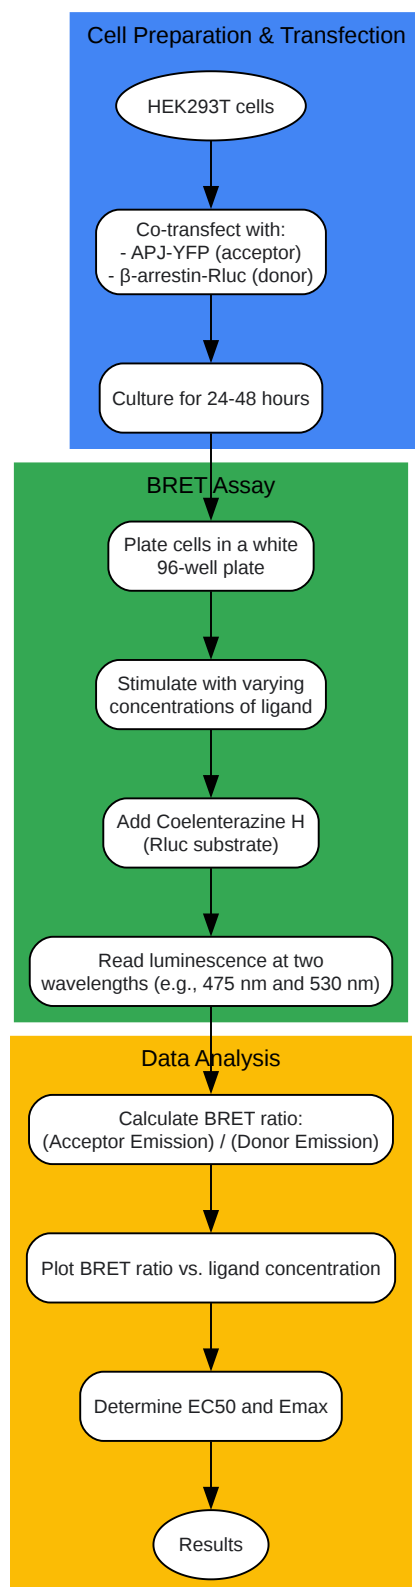 Cell Preparation & Transfection
HEK293T cells
Co-transfect with:
- APJ-YFP (acceptor)
- β-arrestin-Rluc (donor)
Culture for 24-48 hours
BRET Assay
Plate cells in a white
96-well plate
Stimulate with varying
concentrations of ligand
Add Coelenterazine H
(Rluc substrate)
Read luminescence at two
wavelengths (e.g., 475 nm and 530 nm)
Data Analysis
Calculate BRET ratio:
(Acceptor Emission) / (Donor Emission)
Plot BRET ratio vs. ligand concentration
Determine EC50 and Emax
Results